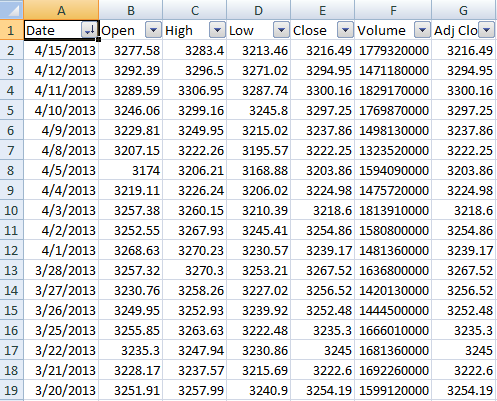 A B C D E F G
1 Date Open High Low Close Volume Adj Clo
2 4/15/2013 3277.58 3283.4 3213.46 3216.49 1779320000 3216.49
3 4/12/2013 3292.39 3296.5 3271.02 3294.95 1471180000 3294.95
4 4/11/2013 3289.59 3306.95 3287.74 3300.16 1829170000 3300.16
5 4/10/2013 3246.06 3299.16 3245.8 3297.25 1769870000 3297.25
6 4/9/2013 3229.81 3249.95 3215.02 3237.86 1498130000 3237.86
7 4/8/2013 3207.15 3222.26 3195.57 3222.25 1323520000 3222.25
8 4/5/2013 3174 3206.21 3168.88 3203.86 1594090000 3203.86
9 4/4/2013 3219.11 3226.24 3206.02 3224.98 1475720000 3224.98
10 4/3/2013 3257.38 3260.15 3210.39 3218.6 1813910000 3218.6
11 4/2/2013 3252.55 3267.93 3245.41 3254.86 1580800000 3254.86
12 4/1/2013 3268.63 3270.23 3230.57 3239.17 1481360000 3239.17
13 3/28/2013 3257.32 3270.3 3253.21 3267.52 1636800000 3267.52
14 3/27/2013 3230.76 3258.26 3227.02 3256.52 1420130000 3256.52
15 3/26/2013 3249.95 3252.93 3239.92 3252.48 1444500000 3252.48
16 3/25/2013 3255.85 3263.63 3222.48 3235.3 1666010000 3235.3
17 3/22/2013 3235.3 3247.94 3230.86 3245 1681360000 3245
18 3/21/2013 3228.17 3237.57 3215.69 3222.6 1692260000 3222.6
19 3/20/2013 3251.91 3257.99 3240.9 3254.19 1599120000 3254.19